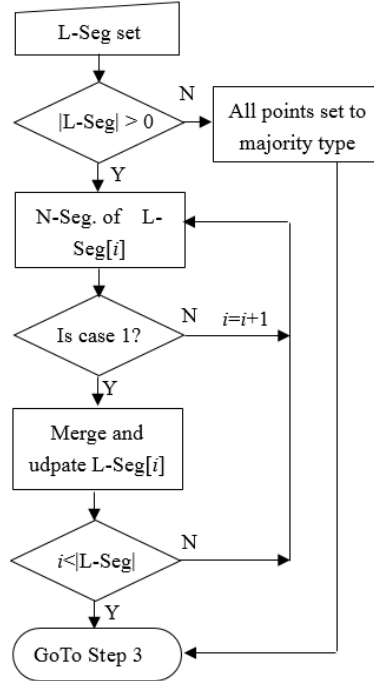 L-Seg set
|L-Seg| > 0
N
All points set to
majority type
Y
N-Seg. of L-
Seg[i]
Is case 1?
N
i=i+1
Y
Merge and
udpate L-Seg[i]
i<|L-Seg|
N
Y
GoTo Step 3